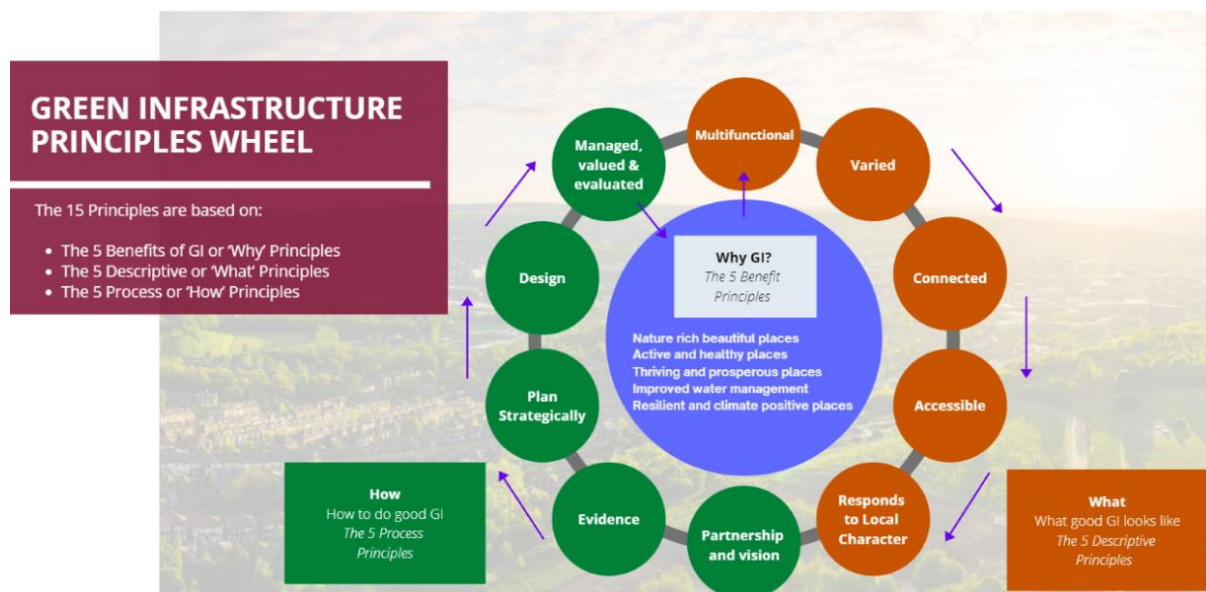 GREEN INFRASTRUCTURE
PRINCIPLES WHEEL
The 15 Principles are based on:
• The 5 Benefits of GI or ‘Why’ Principles
• The 5 Descriptive or ‘What’ Principles
• The 5 Process or ‘How’ Principles
Multifunctional
Varied
Connected
Accessible
Responds
to Local
Character
Partnership
and vision
Evidence
Plan
Strategically
Design
Managed,
valued &
evaluated
Why GI?
The 5 Benefit
Principles
Nature rich beautiful places
Active and healthy places
Thriving and prosperous places
Improved water management
Resilient and climate positive places
How
How to do good GI
The 5 Process
Principles
What
What good GI looks like
The 5 Descriptive
Principles